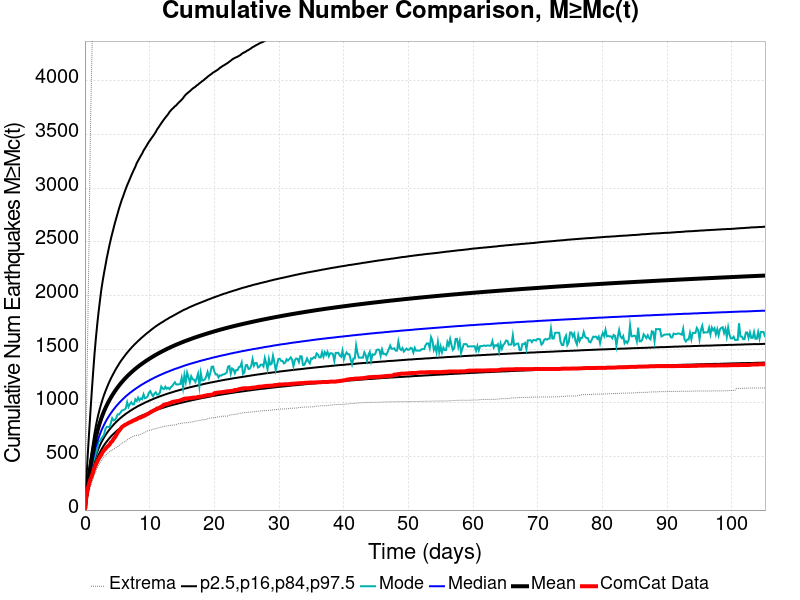 Cumulative Number Comparison, M≥Mc(t)
Cumulative Num Earthquakes M≥Mc(t)
4000
3500
3000
2500
2000
1500
1000
500
0
0 10 20 30 40 50 60 70 80 90 100
Time (days)
Extrema p2.5,p16,p84,p97.5 Mode Median Mean ComCat Data